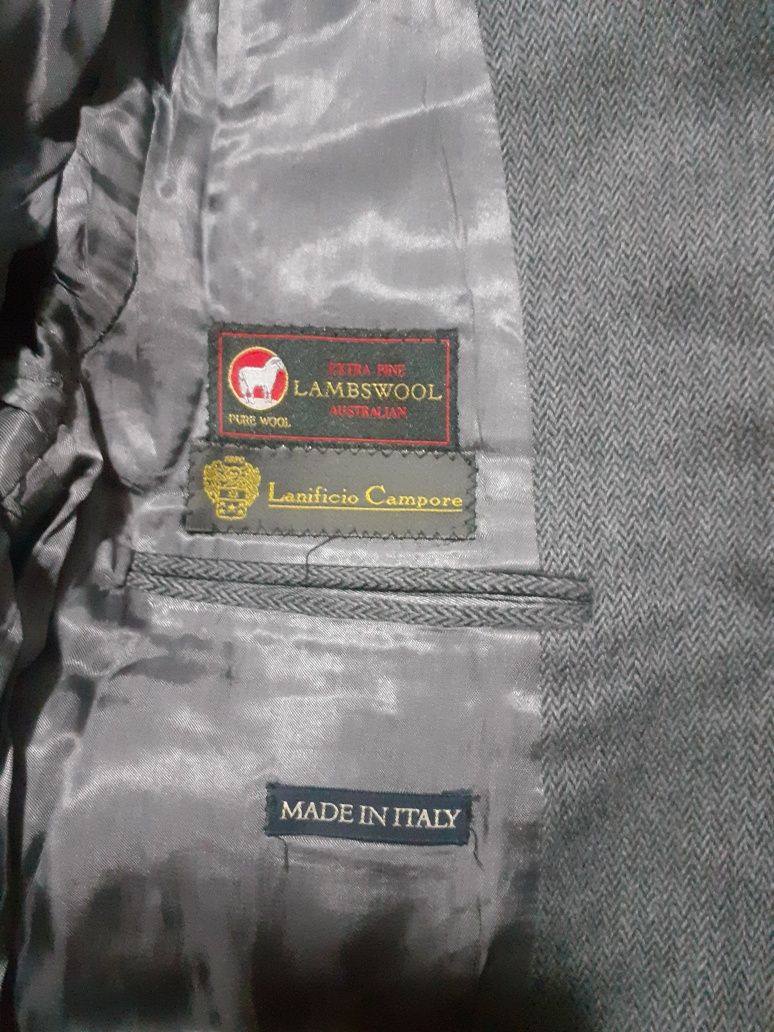 EXTRA FINE
LAMBSWOOL
AUSTRALIAN
PURE WOOL
Lanificio Campore
MADE IN ITALY